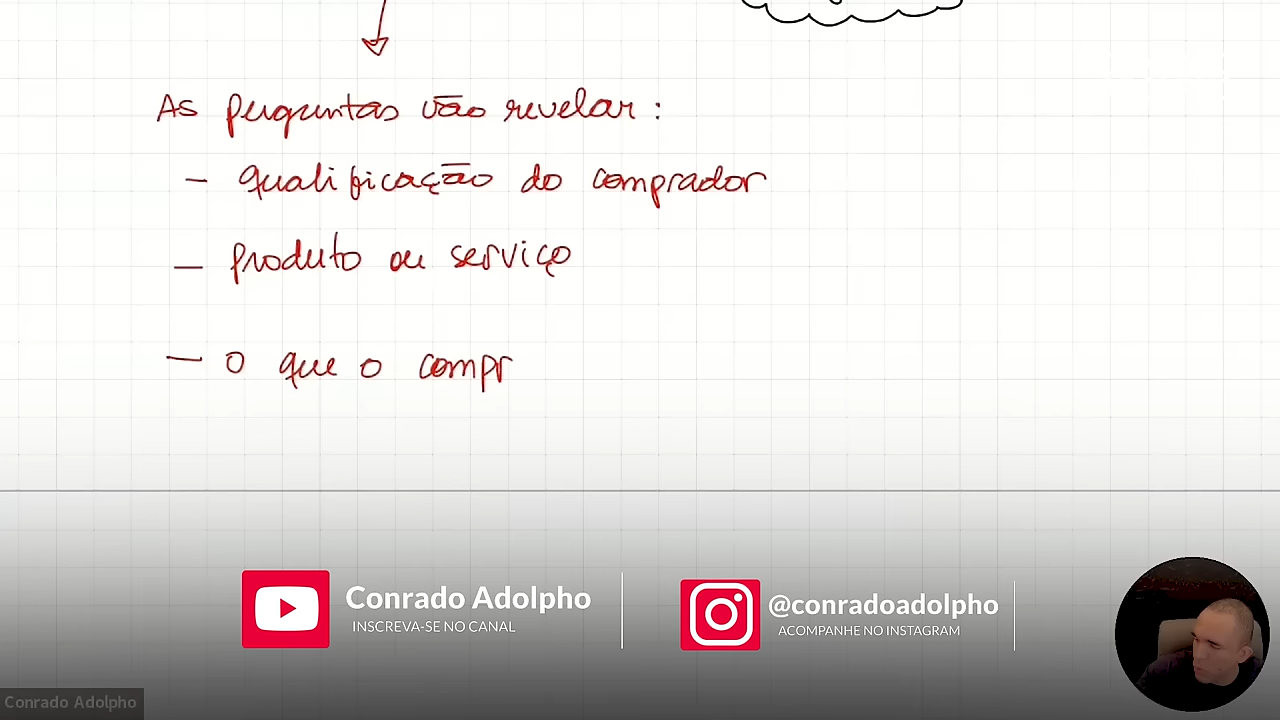 As perguntas vão revelar:
- qualificação do comprador
- produto ou serviço
- o que o compr
Conrado Adolpho
INSCREVA-SE NO CANAL
@conradoadolpho
ACOMPANHE NO INSTAGRAM
Conrado Adolpho